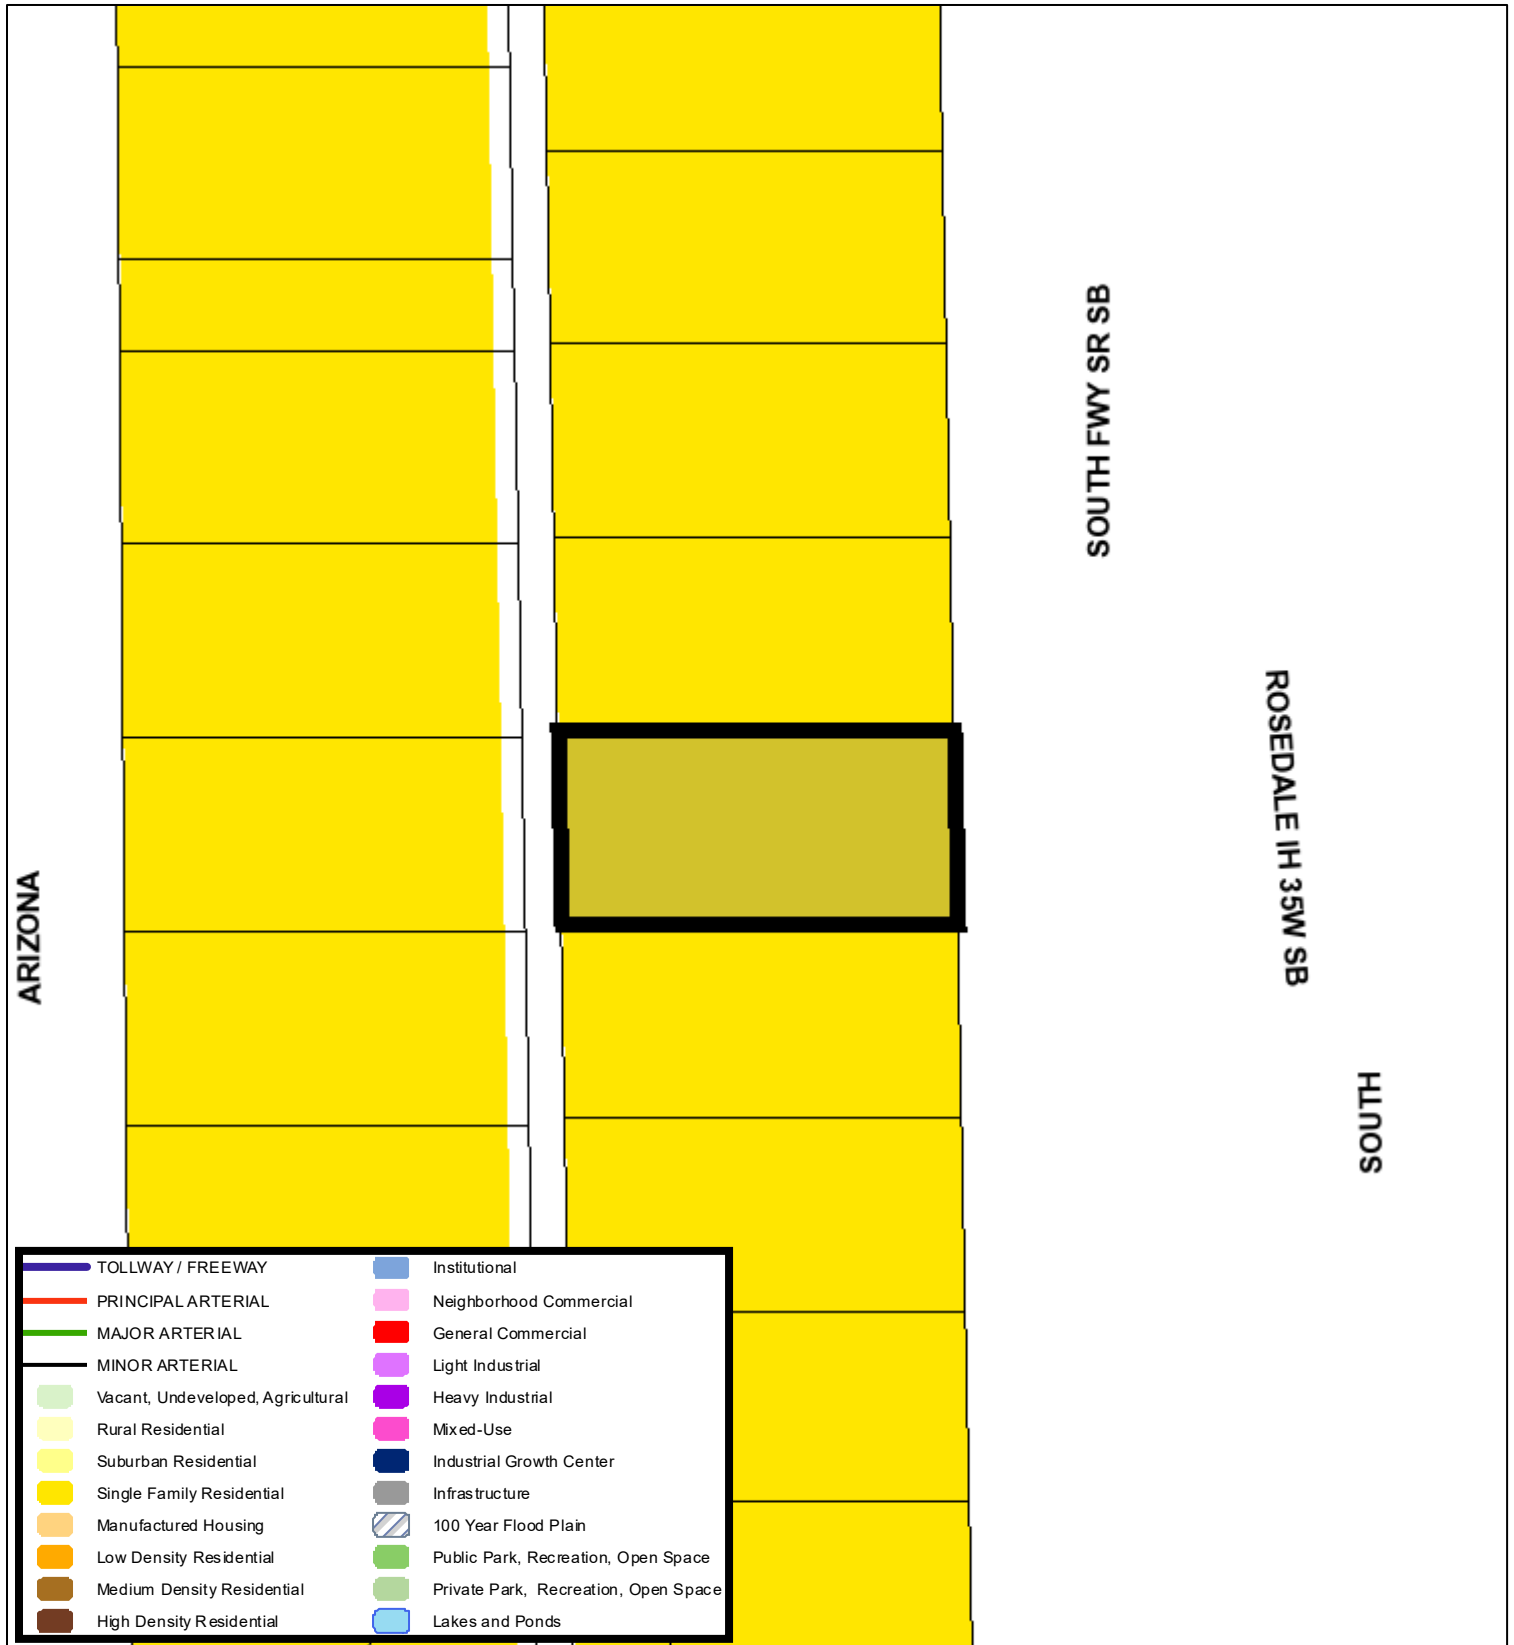 SOUTH FWY SR SB
ROSEDALE IH 35W SB
ARIZONA
SOUTH
TOLLWAY / FREEWAY
PRINCIPAL ARTERIAL
MAJOR ARTERIAL
MINOR ARTERIAL
Vacant, Undeveloped, Agricultural
Rural Residential
Suburban Residential
Single Family Residential
Manufactured Housing
Low Density Residential
Medium Density Residential
High Density Residential
Institutional
Neighborhood Commercial
General Commercial
Light Industrial
Heavy Industrial
Mixed-Use
Industrial Growth Center
Infrastructure
100 Year Flood Plain
Public Park, Recreation, Open Space
Private Park, Recreation, Open Space
Lakes and Ponds